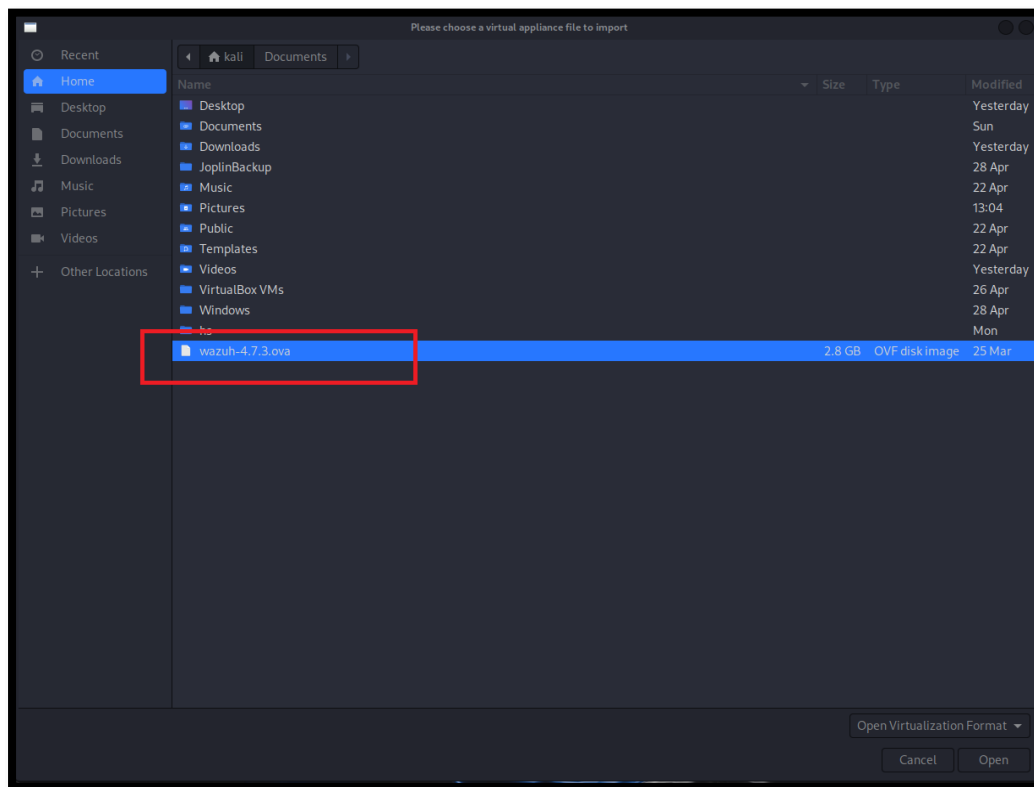 Please choose a virtual appliance file to import
Recent
Home
Desktop
Documents
Downloads
Music
Pictures
Videos
Other Locations
kali Documents
Name Size Type Modified
Desktop Yesterday
Documents Sun
Downloads Yesterday
JoplinBackup 28 Apr
Music 22 Apr
Pictures 13:04
Public 22 Apr
Templates 22 Apr
Videos Yesterday
VirtualBox VMs 26 Apr
Windows 28 Apr
Mon
wazuh-4.7.3.ova 2.8 GB OVF disk image 25 Mar
Open Virtualization Format
Cancel Open